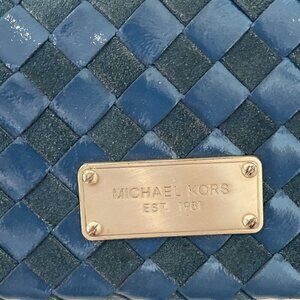 MICHAEL KORS
EST. 1981